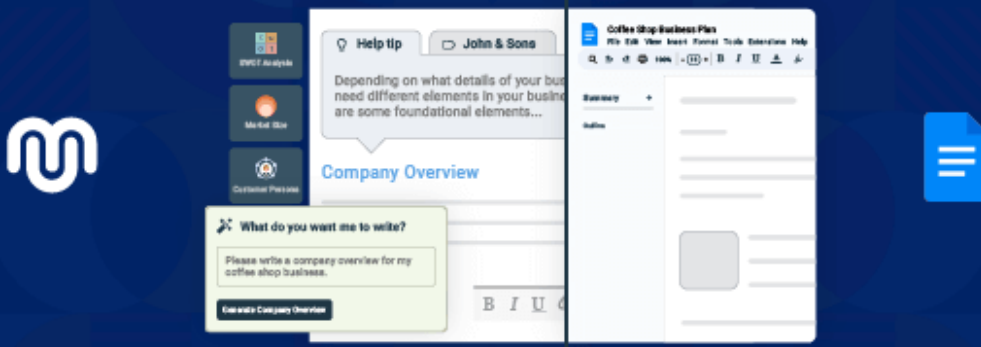 SWOT Analysis
Market Size
Customer Persona
Help tip
John & Sons
Depending on what details of your bus
need different elements in your busine
are some foundational elements...
Company Overview
What do you want me to write?
Please write a company overview for my
coffee shop business.
Generate Company Overview
B I U
Coffee Shop Business Plan
File Edit View Insert Format Tools Extensions Help
100% - + B I U A
Summary +
Outline